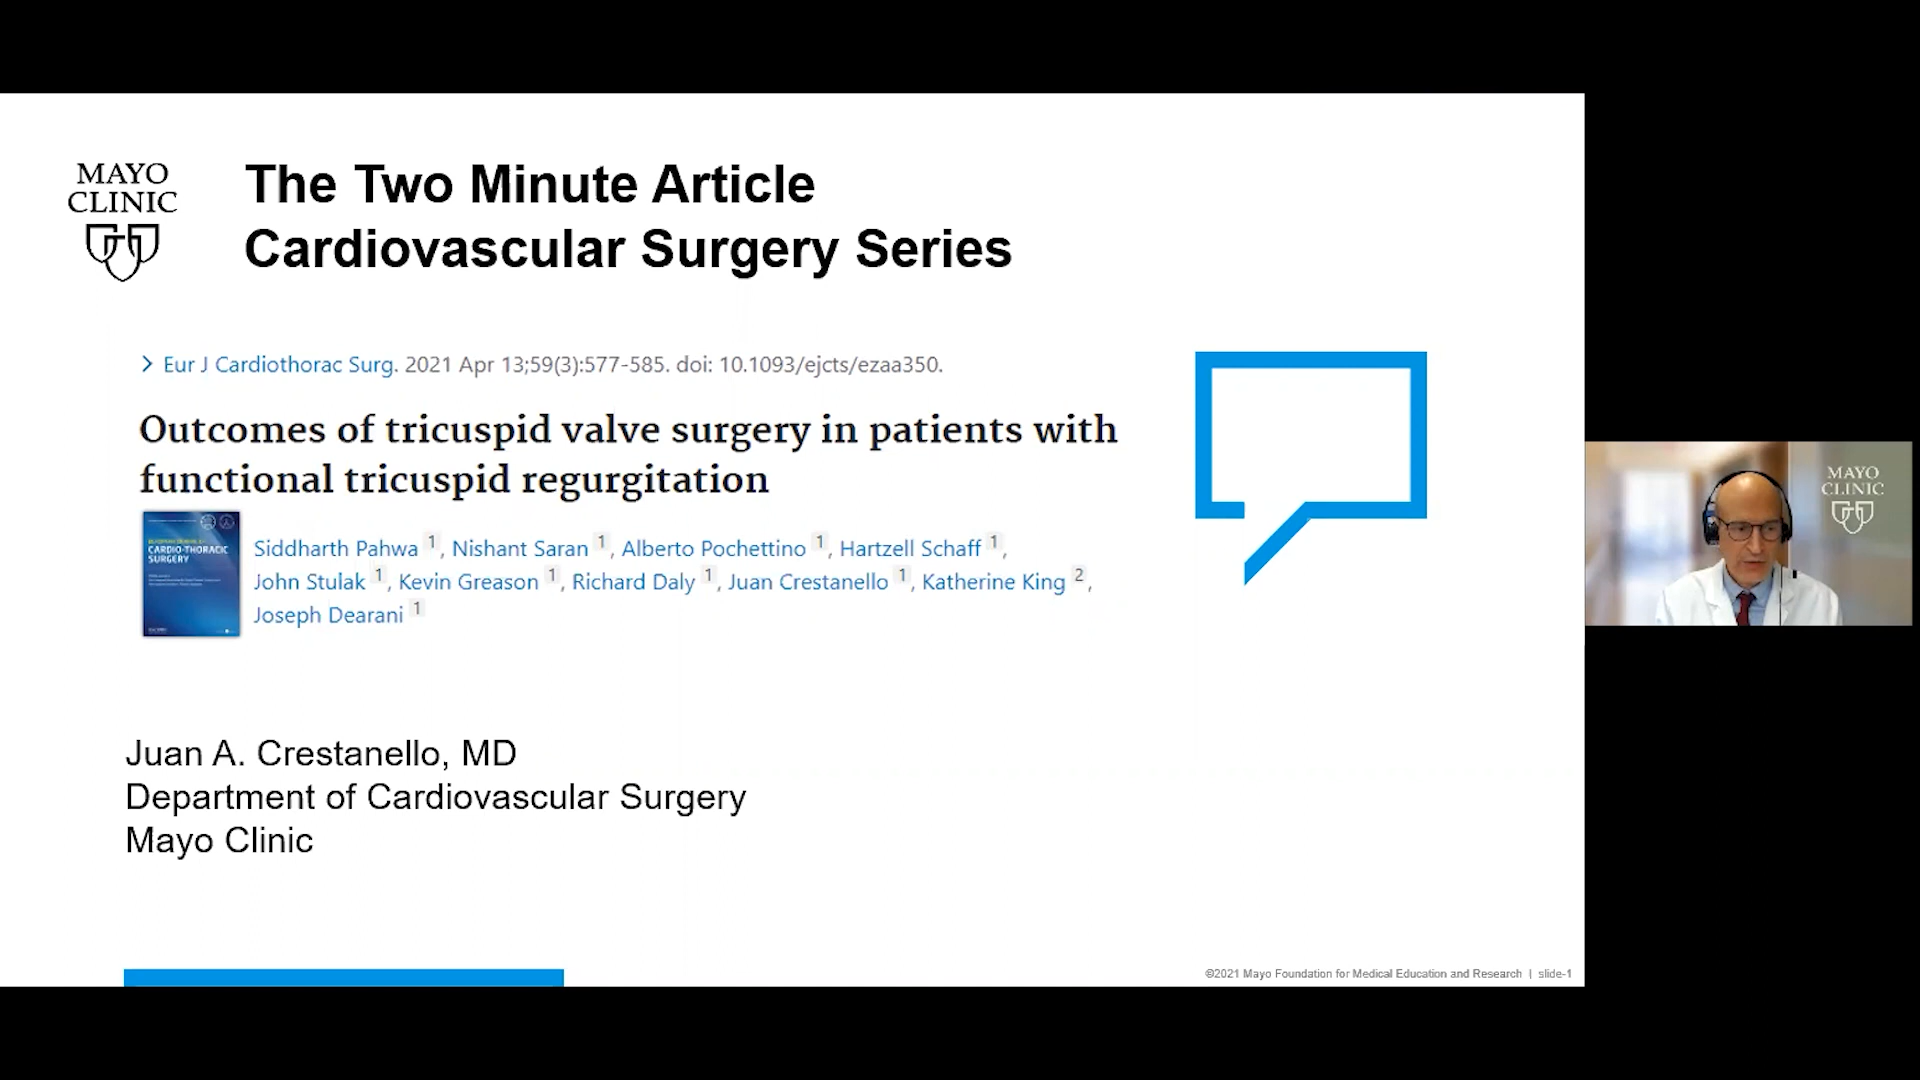 MAYO
CLINIC
The Two Minute Article
Cardiovascular Surgery Series
Eur J Cardiothorac Surg. 2021 Apr 13;59(3):577-585. doi: 10.1093/ejcts/ezaa350.
Outcomes of tricuspid valve surgery in patients with
functional tricuspid regurgitation
CARDIO-THORACIC
SURGERY
Siddharth Pahwa 1, Nishant Saran 1, Alberto Pochettino 1, Hartzell Schaff 1,
John Stulak 1, Kevin Greason 1, Richard Daly 1, Juan Crestanello 1, Katherine King 2,
Joseph Dearani 1
MAYO
CLINIC
Juan A. Crestanello, MD
Department of Cardiovascular Surgery
Mayo Clinic
©2021 Mayo Foundation for Medical Education and Research | slide-1